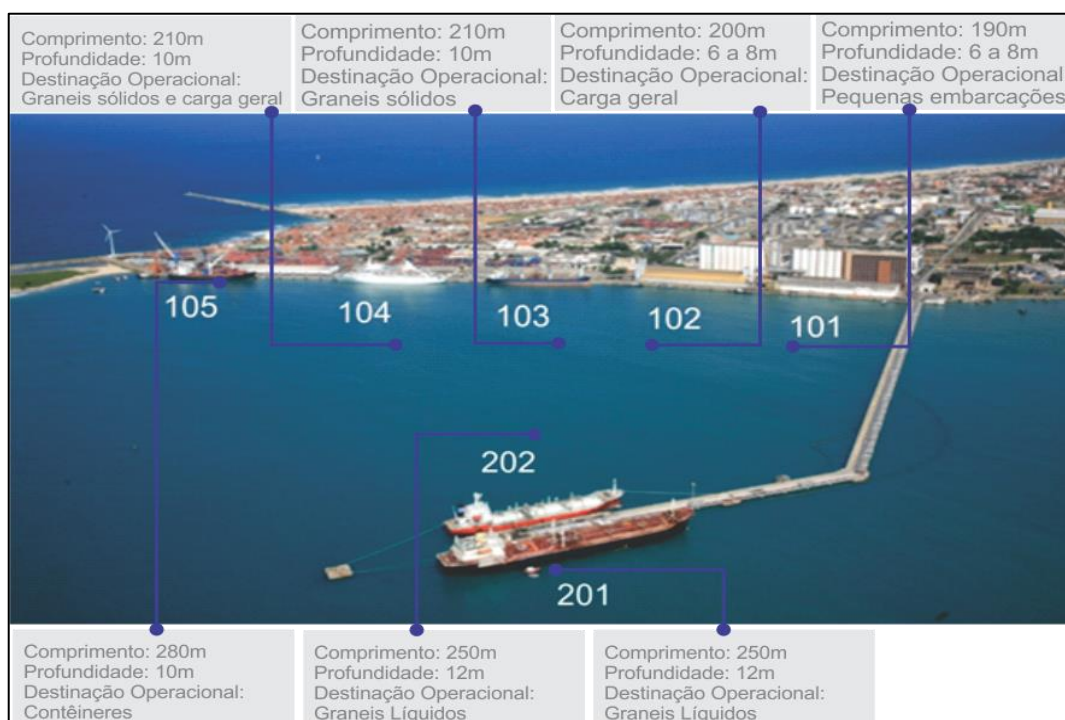 Comprimento: 210m
Profundidade: 10m
Destinação Operacional:
Graneis sólidos e carga geral
Comprimento: 210m
Profundidade: 10m
Destinação Operacional:
Graneis sólidos
Comprimento: 200m
Profundidade: 6 a 8m
Destinação Operacional:
Carga geral
Comprimento: 190m
Profundidade: 6 a 8m
Destinação Operacional
Pequenas embarcações
105
104
103
102
101
202
201
Comprimento: 280m
Profundidade: 10m
Destinação Operacional:
Contêineres
Comprimento: 250m
Profundidade: 12m
Destinação Operacional:
Graneis Líquidos
Comprimento: 250m
Profundidade: 12m
Destinação Operacional:
Graneis Líquidos